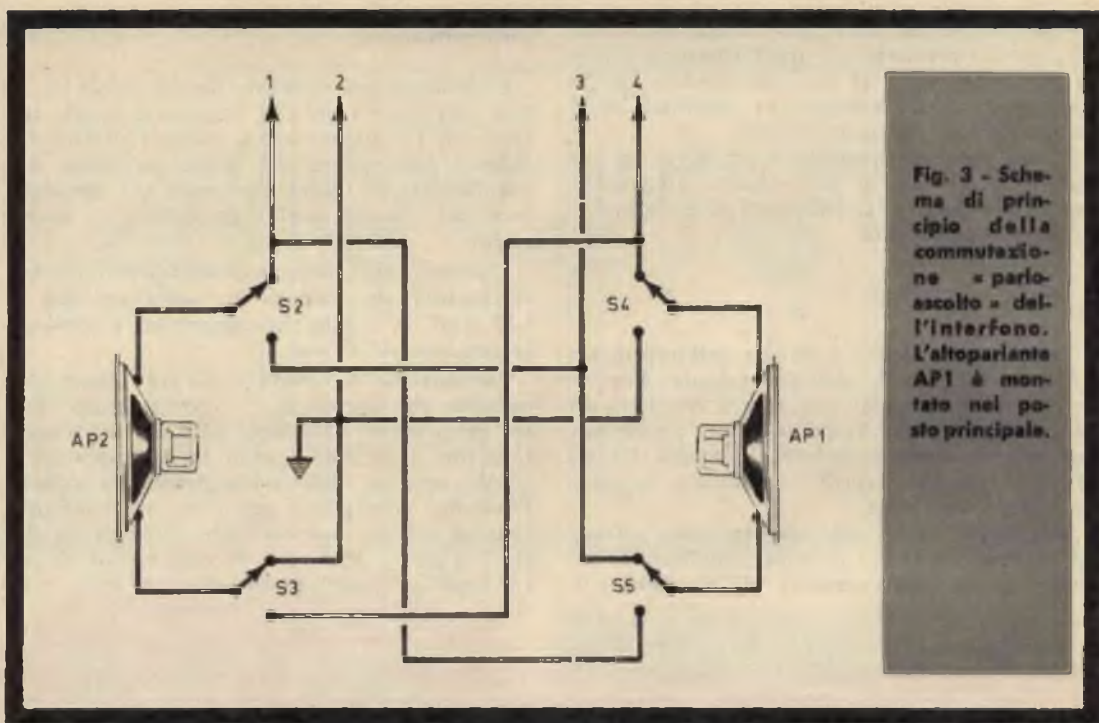 1 2 3 4
S2
S4
AP2
AP1
S3
S5
Fig. 3 - Sche-
ma di prin-
cipio della
commutazio-
ne « parlo-
ascolto » del-
l'interfono.
L'altoparlante
AP1 è mon-
tato nel po-
sto principale.